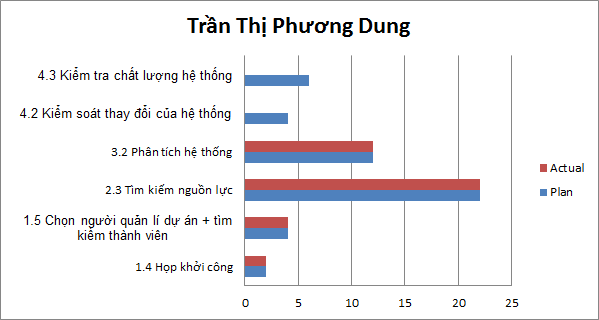 Trần Thị Phương Dung
4.3 Kiểm tra chất lượng hệ thống
4.2 Kiểm soát thay đổi của hệ thống
3.2 Phân tích hệ thống
2.3 Tìm kiếm nguồn lực
1.5 Chọn người quản lí dự án + tìm
kiếm thành viên
1.4 Họp khởi công
0 5 10 15 20 25
Actual
Plan